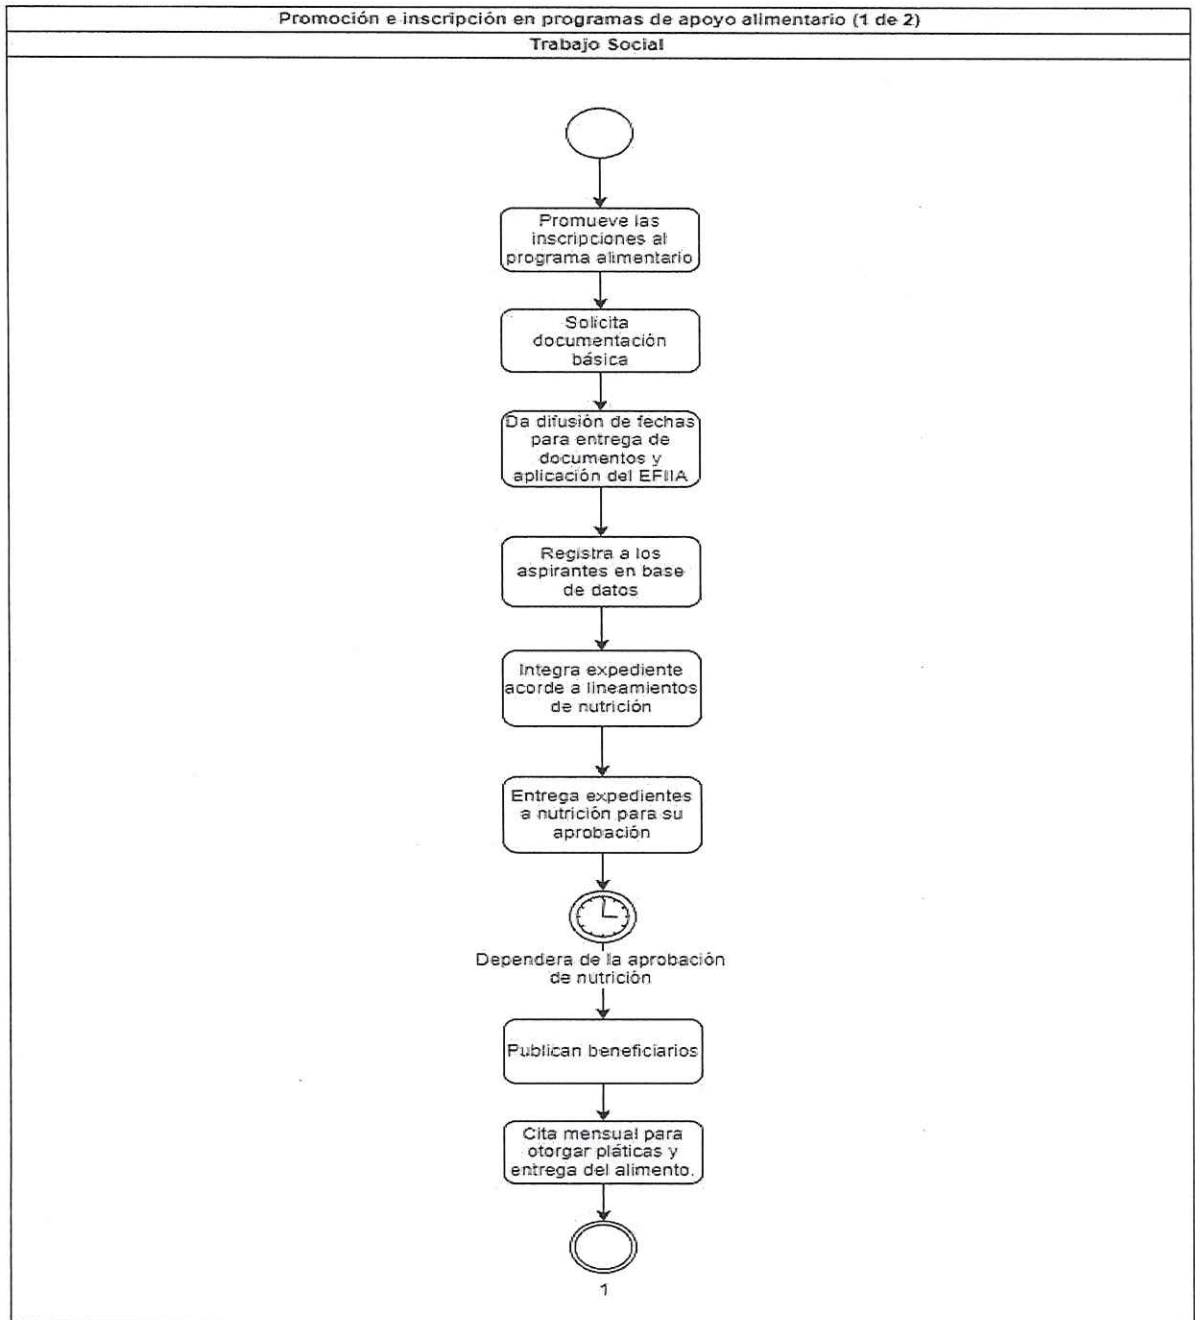 Promoción e inscripción en programas de apoyo alimentario (1 de 2)
Trabajo Social
Promueve las
inscripciones al
programa alimentario
Solicita
documentación
básica
Da difusión de fechas
para entrega de
documentos y
aplicación del EFIIA
Registra a los
aspirantes en base
de datos
Integra expediente
acorde a lineamientos
de nutrición
Entrega expedientes
a nutrición para su
aprobación
Dependera de la aprobación
de nutrición
Publican beneficiarios
Cita mensual para
otorgar pláticas y
entrega del alimento.
1